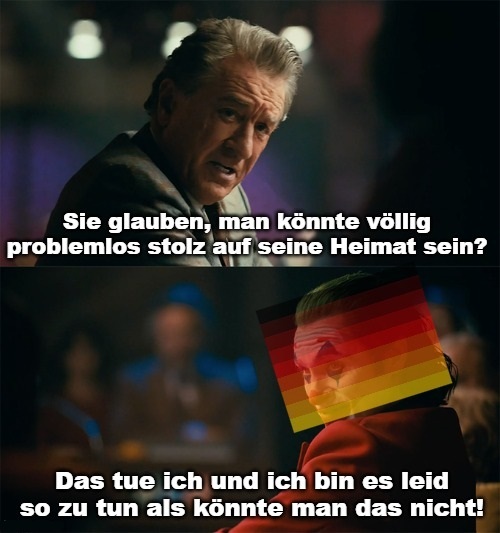 Sie glauben, man könnte völlig
problemlos stolz auf seine Heimat sein?
Das tue ich und ich bin es leid
so zu tun als könnte man das nicht!